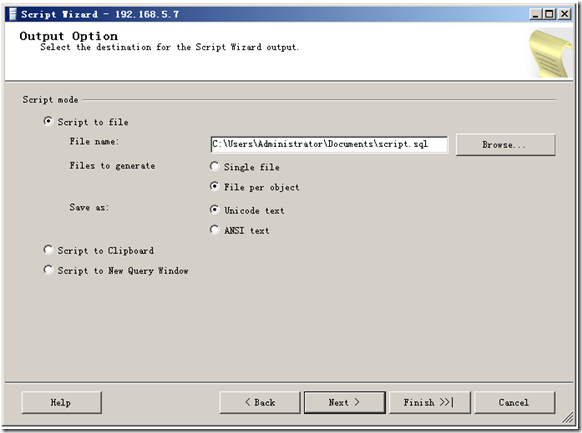 Script Wizard - 192.168.5.7
Output Option
Select the destination for the Script Wizard output.
Script mode
Script to file
File name:
C:\Users\Administrator\Documents\script.sql
Browse...
Files to generate
Single file
File per object
Save as:
Unicode text
ANSI text
Script to Clipboard
Script to New Query Window
Help
< Back
Next >
Finish >>|
Cancel